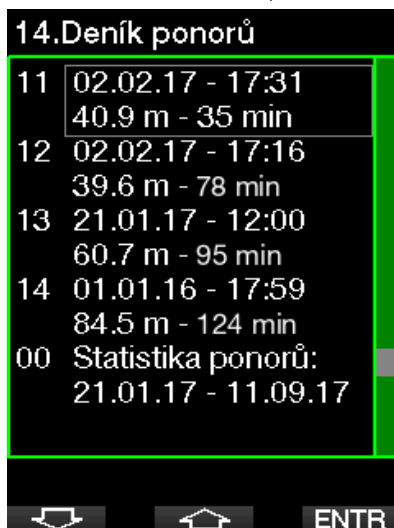 14.Deník ponorů
11 02.02.17 - 17:31
40.9 m - 35 min
12 02.02.17 - 17:16
39.6 m - 78 min
13 21.01.17 - 12:00
60.7 m - 95 min
14 01.01.16 - 17:59
84.5 m - 124 min
00 Statistika ponorů:
21.01.17 - 11.09.17
ENTR